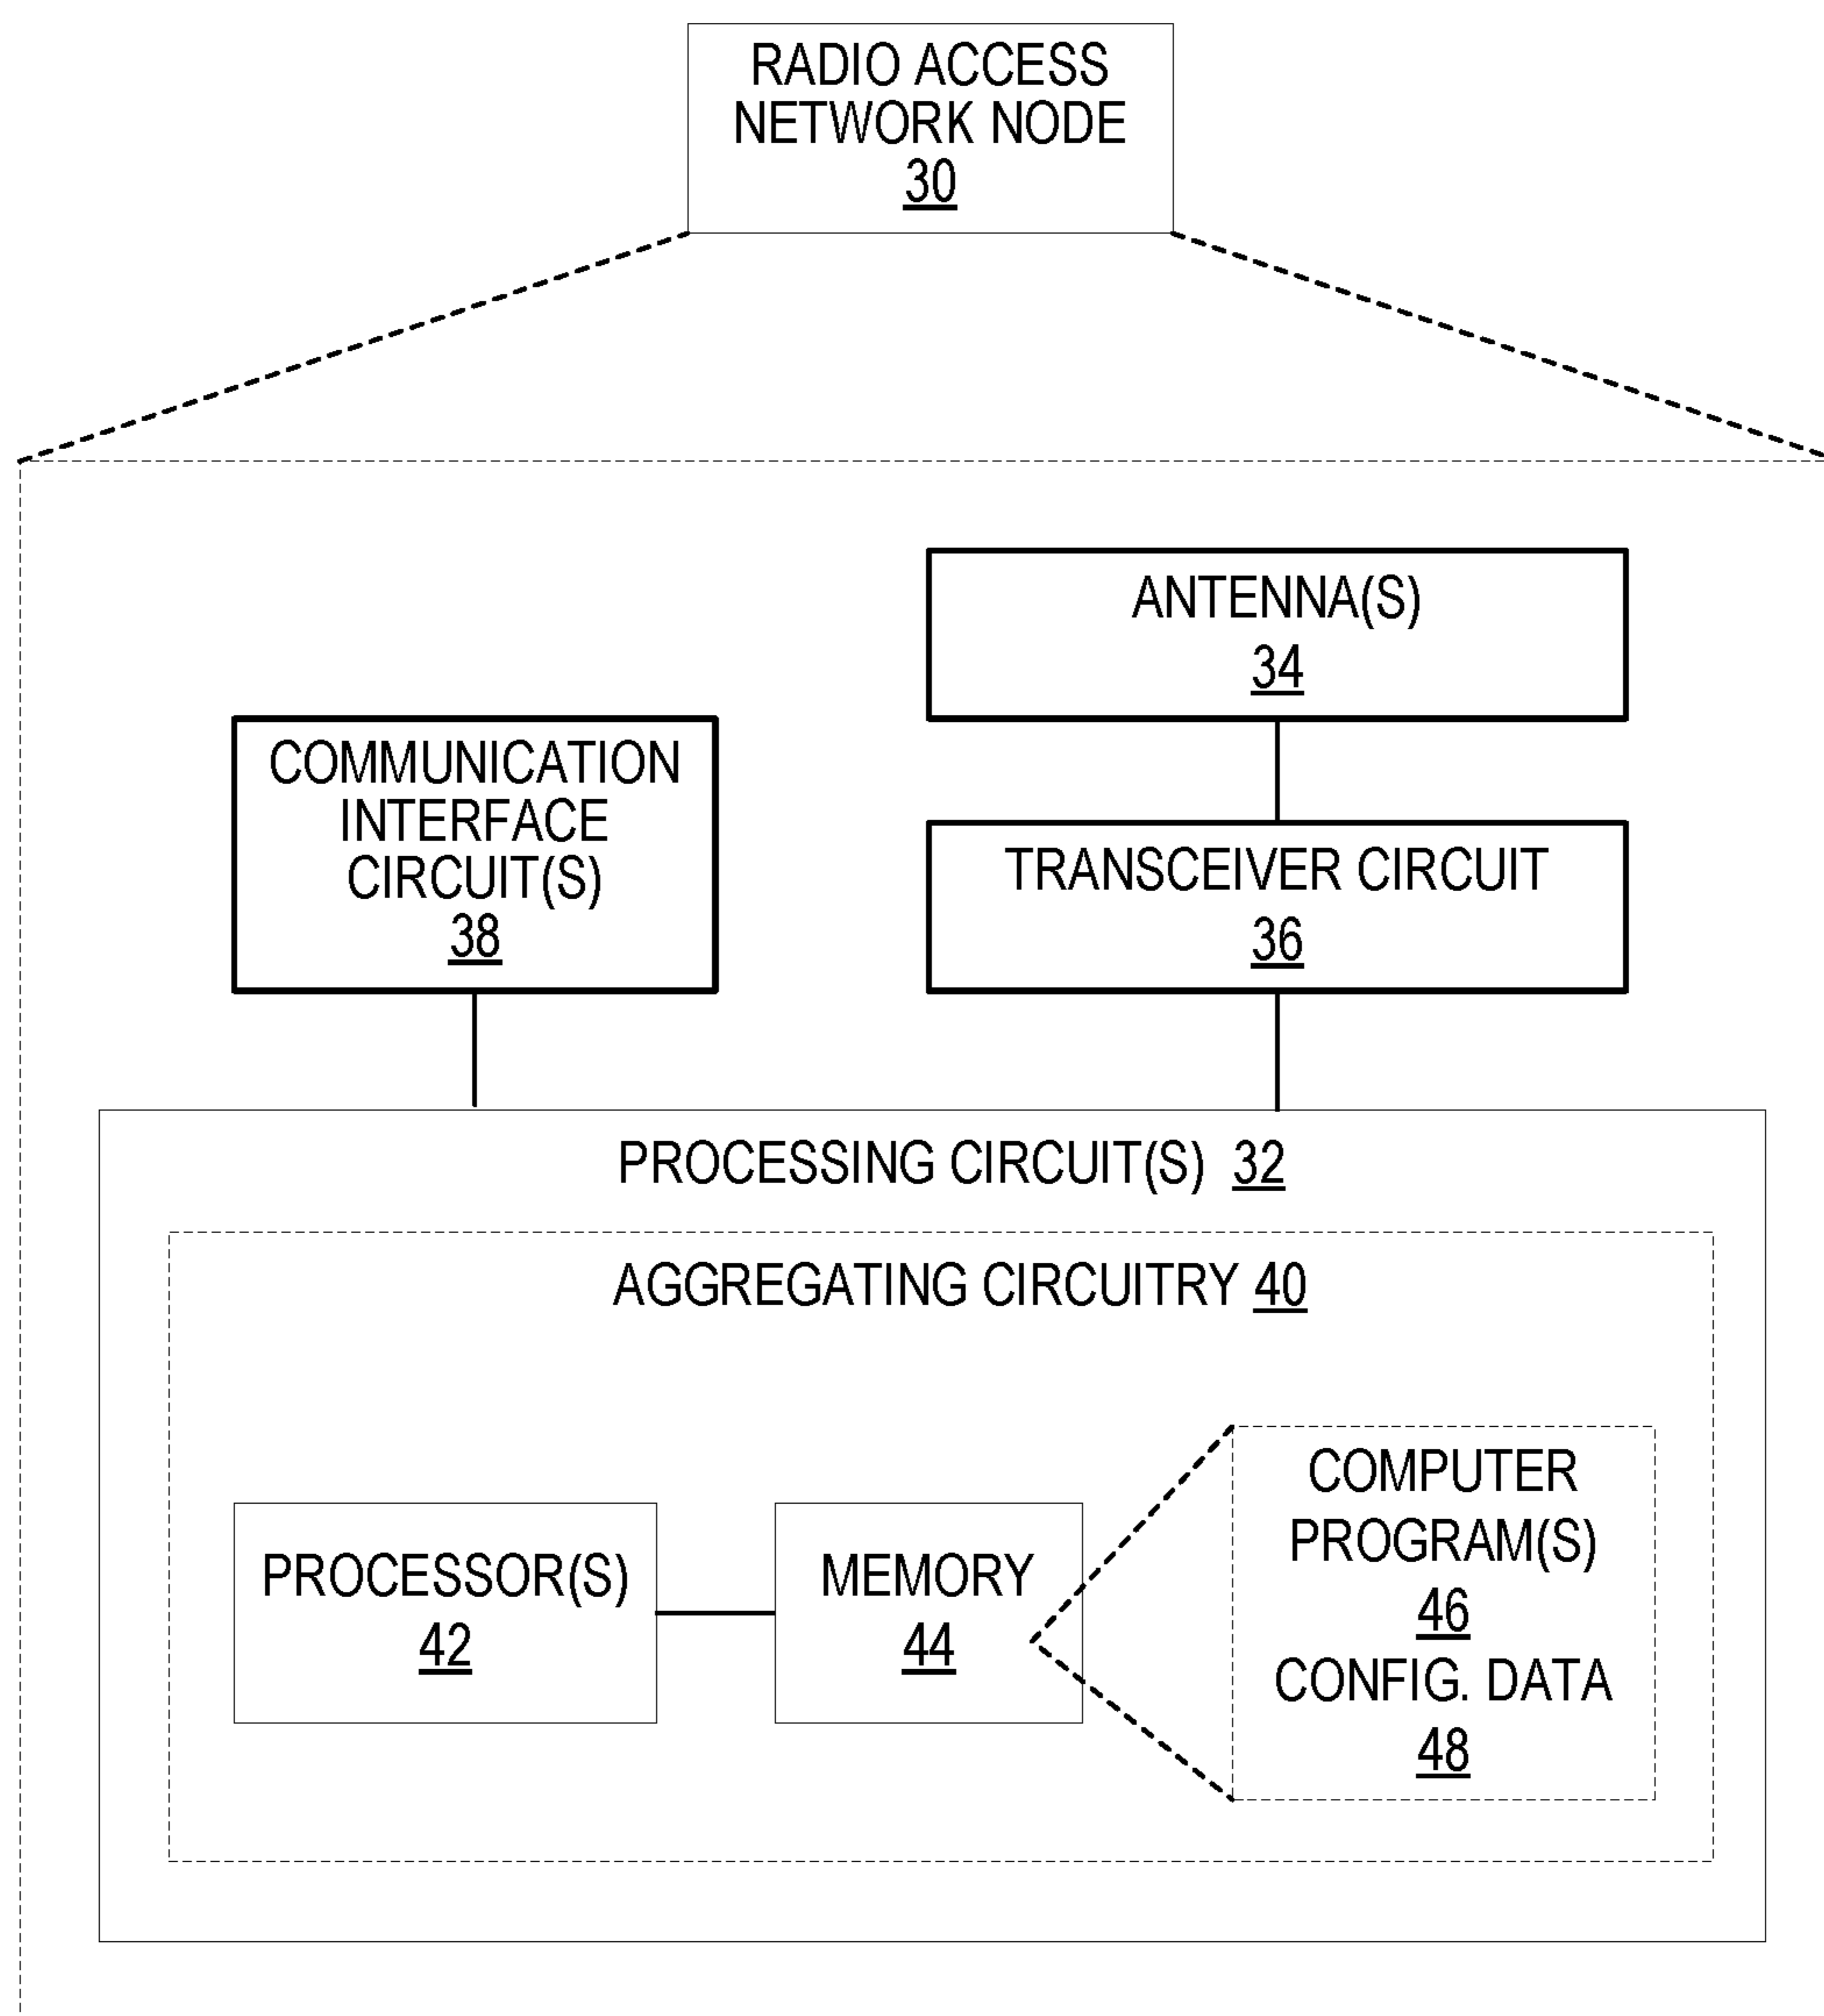 RADIO ACCESS
NETWORK NODE
30
ANTENNA(S)
34
COMMUNICATION
INTERFACE
CIRCUIT(S)
38
TRANSCEIVER CIRCUIT
36
PROCESSING CIRCUIT(S) 32
AGGREGATING CIRCUITRY 40
PROCESSOR(S)
42
MEMORY
44
COMPUTER
PROGRAM(S)
46
CONFIG. DATA
48